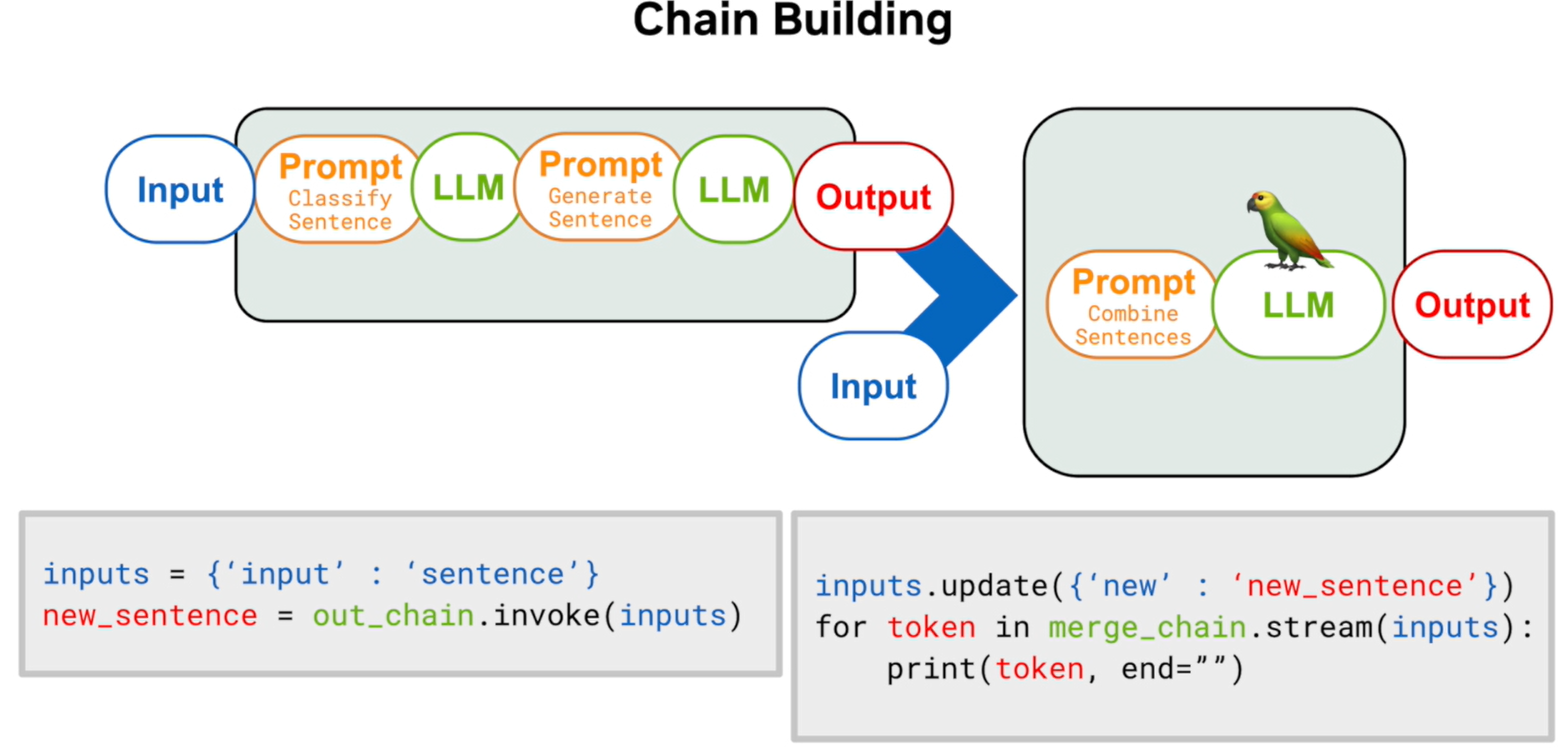 Chain Building
Input
Prompt
Classify
Sentence
LLM
Prompt
Generate
Sentence
LLM
Output
Input
Prompt
Combine
Sentences
LLM
Output
inputs = {‘input’ : ‘sentence’}
new_sentence = out_chain.invoke(inputs)
inputs.update({‘new’ : ‘new_sentence’})
for token in merge_chain.stream(inputs):
    print(token, end=””)